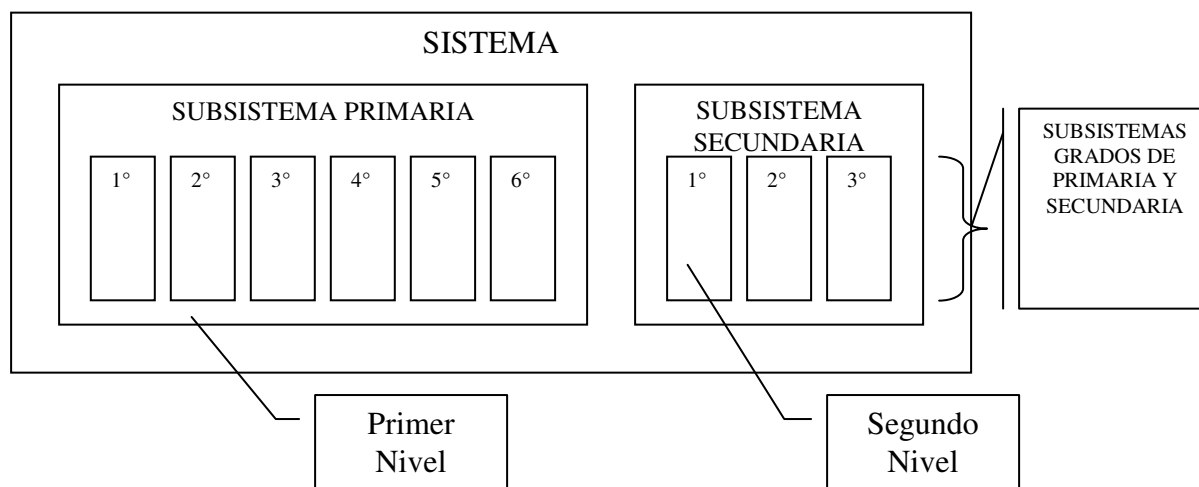 SISTEMA
SUBSISTEMA PRIMARIA
1° 2° 3° 4° 5° 6°
SUBSISTEMA
SECUNDARIA
1° 2° 3°
SUBSISTEMAS
GRADOS DE
PRIMARIA Y
SECUNDARIA
Primer
Nivel
Segundo
Nivel